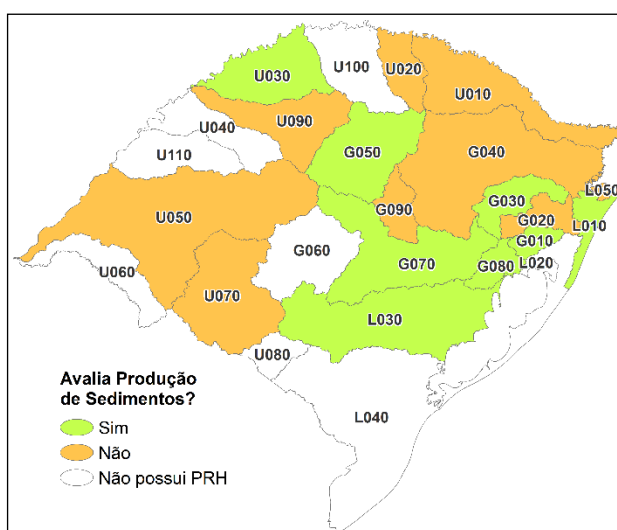 U030
U100
U020
U010
U040
U090
U110
G050
G040
L050
G030
G090
G020
L010
U050
G010
G060
L020
U060
G070
G080
U070
L030
U080
L040
Avalia Produção
de Sedimentos?
Sim
Não
Não possui PRH